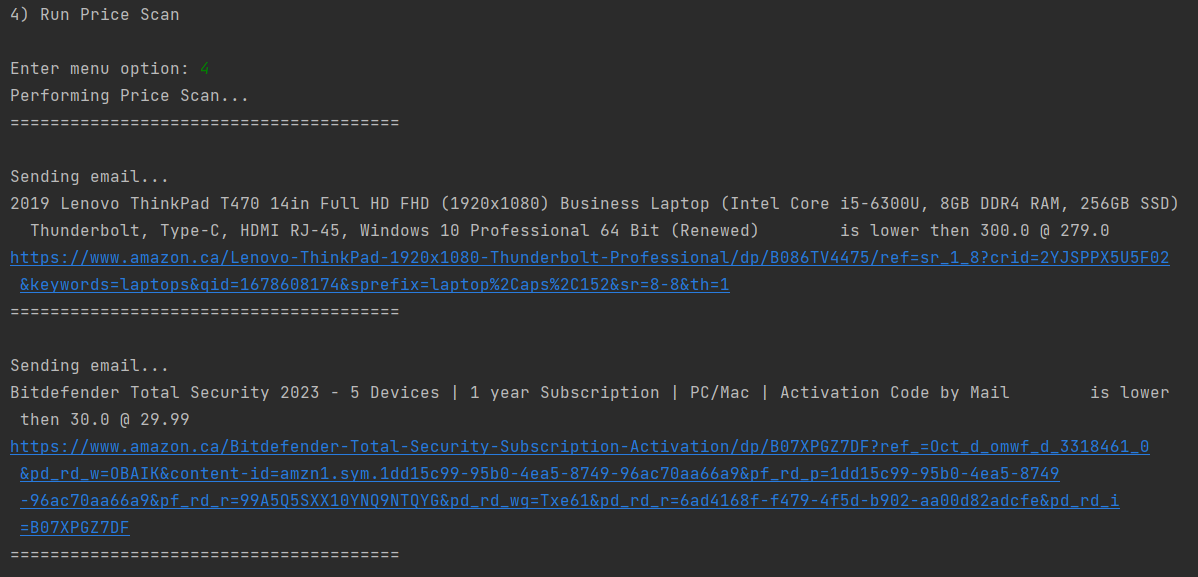 4) Run Price Scan
Enter menu option: 4
Performing Price Scan...
=======================================
Sending email...
2019 Lenovo ThinkPad T470 14in Full HD FHD (1920x1080) Business Laptop (Intel Core i5-6300U, 8GB DDR4 RAM, 256GB SSD)
Thunderbolt, Type-C, HDMI RJ-45, Windows 10 Professional 64 Bit (Renewed)        is lower then 300.0 @ 279.0
https://www.amazon.ca/Lenovo-ThinkPad-1920x1080-Thunderbolt-Professional/dp/B086TV4475/ref=sr_1_8?crid=2YJSPPX5U5F02
&keywords=laptops&qid=1678608174&sprefix=laptop%2Caps%2C152&sr=8-8&th=1
=======================================
Sending email...
Bitdefender Total Security 2023 - 5 Devices | 1 year Subscription | PC/Mac | Activation Code by Mail        is lower
then 30.0 @ 29.99
https://www.amazon.ca/Bitdefender-Total-Security-Subscription-Activation/dp/B07XPGZ7DF?ref_=Oct_d_omwf_d_3318461_0
&pd_rd_w=OBAIK&content-id=amzn1.sym.1dd15c99-95b0-4ea5-8749-96ac70aa66a9&pf_rd_p=1dd15c99-95b0-4ea5-8749
-96ac70aa66a9&pf_rd_r=99A5Q5SXX10YNQ9NTQYG&pd_rd_wg=Txe61&pd_rd_r=6ad4168f-f479-4f5d-b902-aa00d82adcfe&pd_rd_i
=B07XPGZ7DF
=======================================